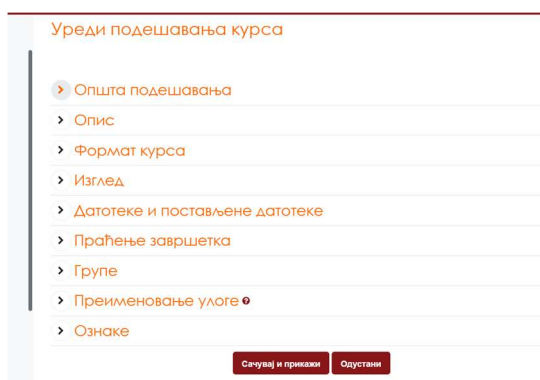 Уреди подешавања курса
Општа подешавања
Опис
Формат курса
Изглед
Датотеке и постављене датотеке
Праћење завршетка
Групе
Преименовање улоге
Ознаке
Сачувај и прикажи Одустани